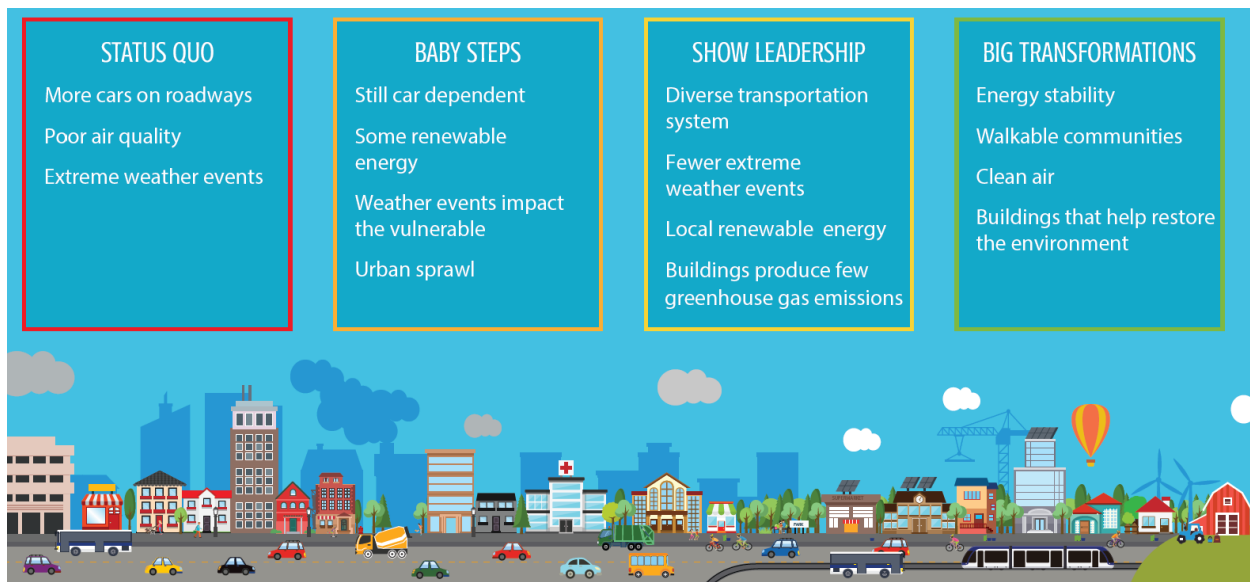 STATUS QUO
More cars on roadways
Poor air quality
Extreme weather events
BABY STEPS
Still car dependent
Some renewable
energy
Weather events impact
the vulnerable
Urban sprawl
SHOW LEADERSHIP
Diverse transportation
system
Fewer extreme
weather events
Local renewable energy
Buildings produce few
greenhouse gas emissions
BIG TRANSFORMATIONS
Energy stability
Walkable communities
Clean air
Buildings that help restore
the environment